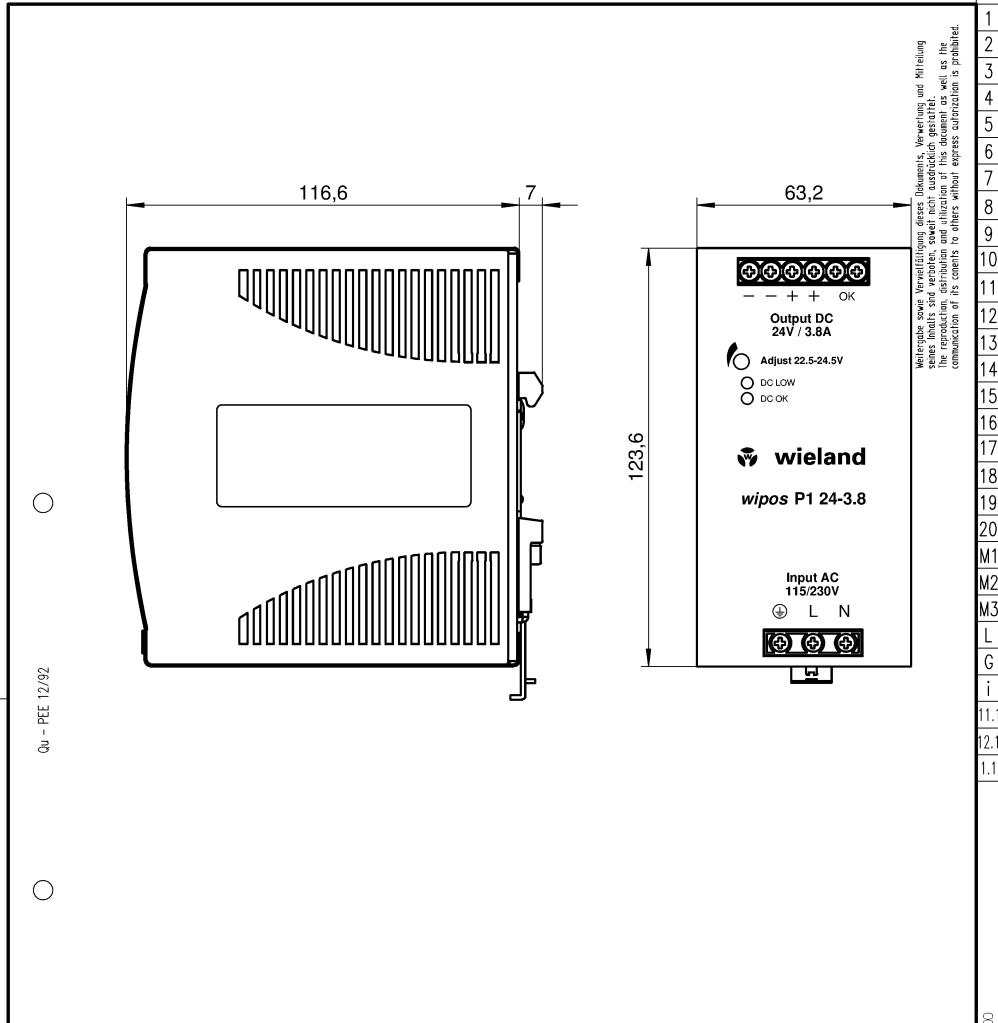 116,6
7
63,2
123,6
− − + + OK
Output DC
24V / 3.8A
Adjust 22.5-24.5V
DC LOW
DC OK
w wieland
wipos P1 24-3.8
Input AC
115/230V
L N
Weitergabe sowie Vervielfältigung dieses Dokuments, Verwertung und Mitteilung
seines Inhalts sind verboten, soweit nicht ausdrücklich gestattet.
The reproduction, distribution and utilization of this document as well as the
communication of its conents to others without express autorization is prohibited.
Qu - PEE 12/92
1
2
3
4
5
6
7
8
9
10
11
12
13
14
15
16
17
18
19
20
M1
M2
M3
L
G
i
11.1
12.1
1.1